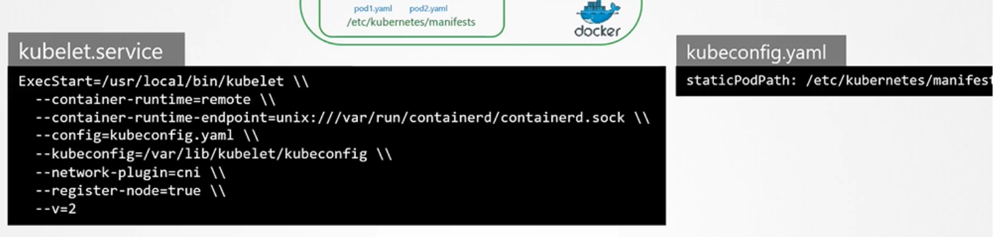 pod1.yaml pod2.yaml
/etc/kubernetes/manifests
docker
kubelet.service
ExecStart=/usr/local/bin/kubelet \\
--container-runtime=remote \\
--container-runtime-endpoint=unix:///var/run/containerd/containerd.sock \\
--config=kubeconfig.yaml \\
--kubeconfig=/var/lib/kubelet/kubeconfig \\
--network-plugin=cni \\
--register-node=true \\
--v=2
kubeconfig.yaml
staticPodPath: /etc/kubernetes/manifest